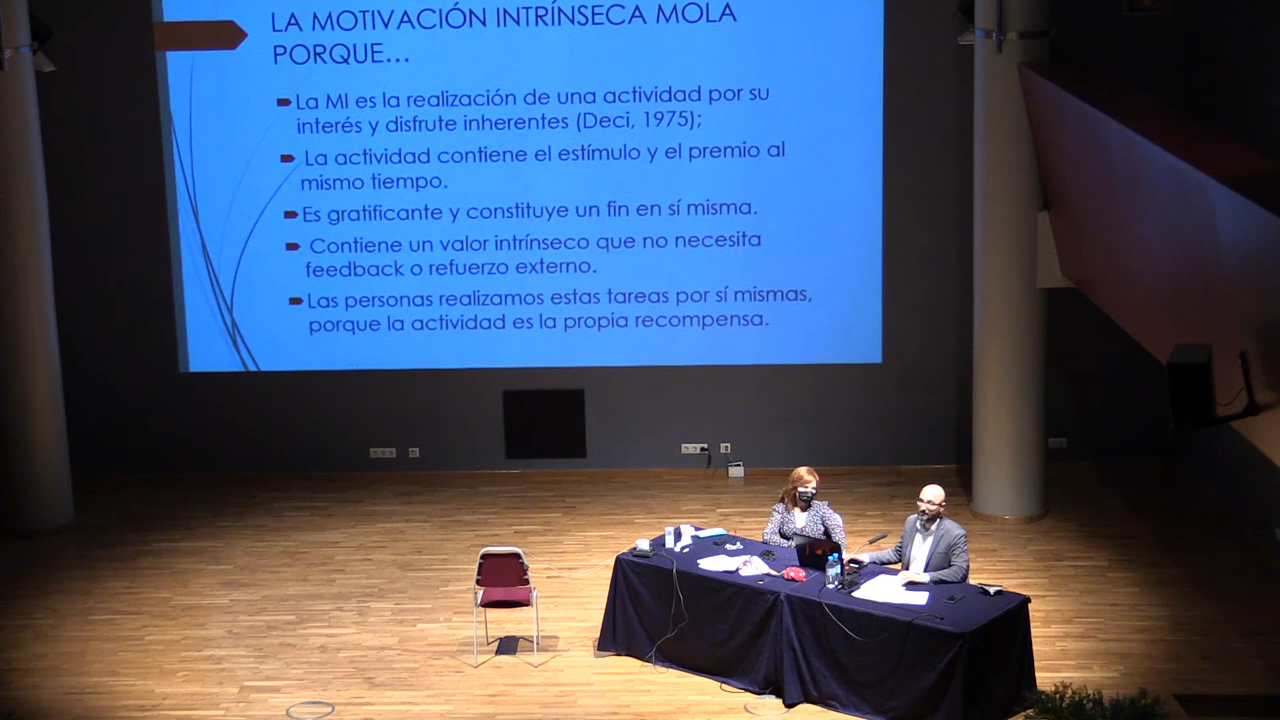 LA MOTIVACIÓN INTRÍNSECA MOLA
PORQUE...
La MI es la realización de una actividad por su
interés y disfrute inherentes (Deci, 1975);
La actividad contiene el estímulo y el premio al
mismo tiempo.
Es gratificante y constituye un fin en sí misma.
Contiene un valor intrínseco que no necesita
feedback o refuerzo externo.
Las personas realizamos estas tareas por sí mismas,
porque la actividad es la propia recompensa.